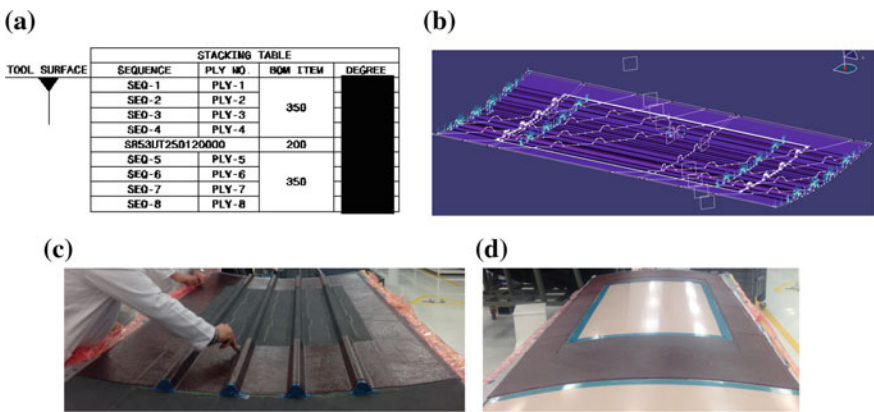 (a)
(b)
STACKING TABLE
TOOL SURFACE SEQUENCE PLY NO. BOM ITEM DEGREE
SEQ-1 PLY-1
SEQ-2 PLY-2
350
SEQ-3 PLY-3
SEQ-4 PLY-4
SR53UT250120000 200
SEQ-5 PLY-5
SEQ-6 PLY-6
350
SEQ-7 PLY-7
SEQ-8 PLY-8
(c)
(d)